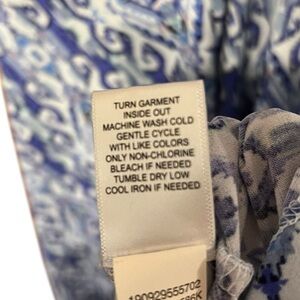 TURN GARMENT
INSIDE OUT
MACHINE WASH COLD
GENTLE CYCLE
WITH LIKE COLORS
ONLY NON-CHLORINE
BLEACH IF NEEDED
TUMBLE DRY LOW
COOL IRON IF NEEDED
190929555702